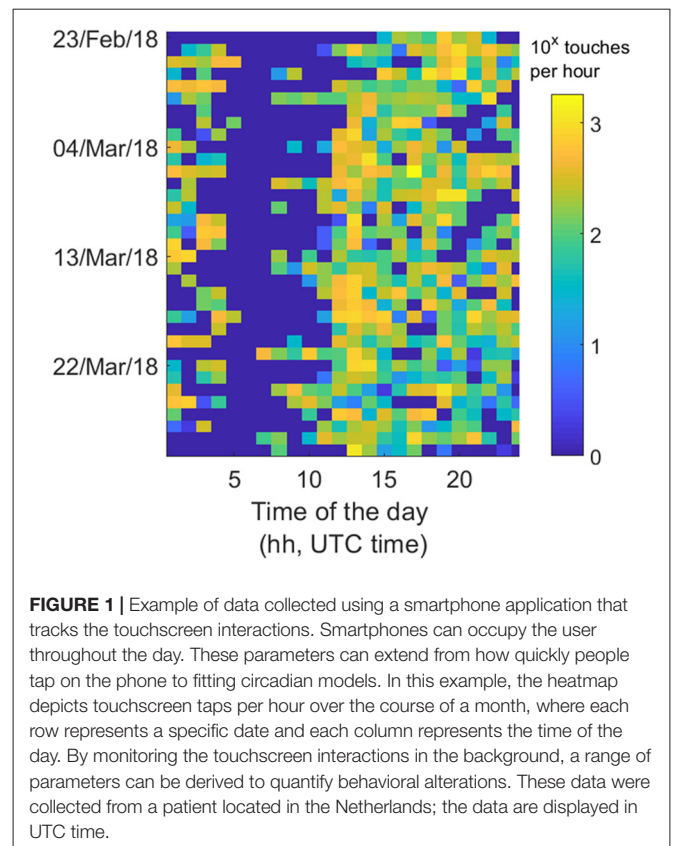 23/Feb/18
04/Mar/18
13/Mar/18
22/Mar/18
5
10
15
20
Time of the day
(hh, UTC time)
10^x touches
per hour
3
2
1
0
FIGURE 1 | Example of data collected using a smartphone application that
tracks the touchscreen interactions. Smartphones can occupy the user
throughout the day. These parameters can extend from how quickly people
tap on the phone to fitting circadian models. In this example, the heatmap
depicts touchscreen taps per hour over the course of a month, where each
row represents a specific date and each column represents the time of the
day. By monitoring the touchscreen interactions in the background, a range of
parameters can be derived to quantify behavioral alterations. These data were
collected from a patient located in the Netherlands; the data are displayed in
UTC time.